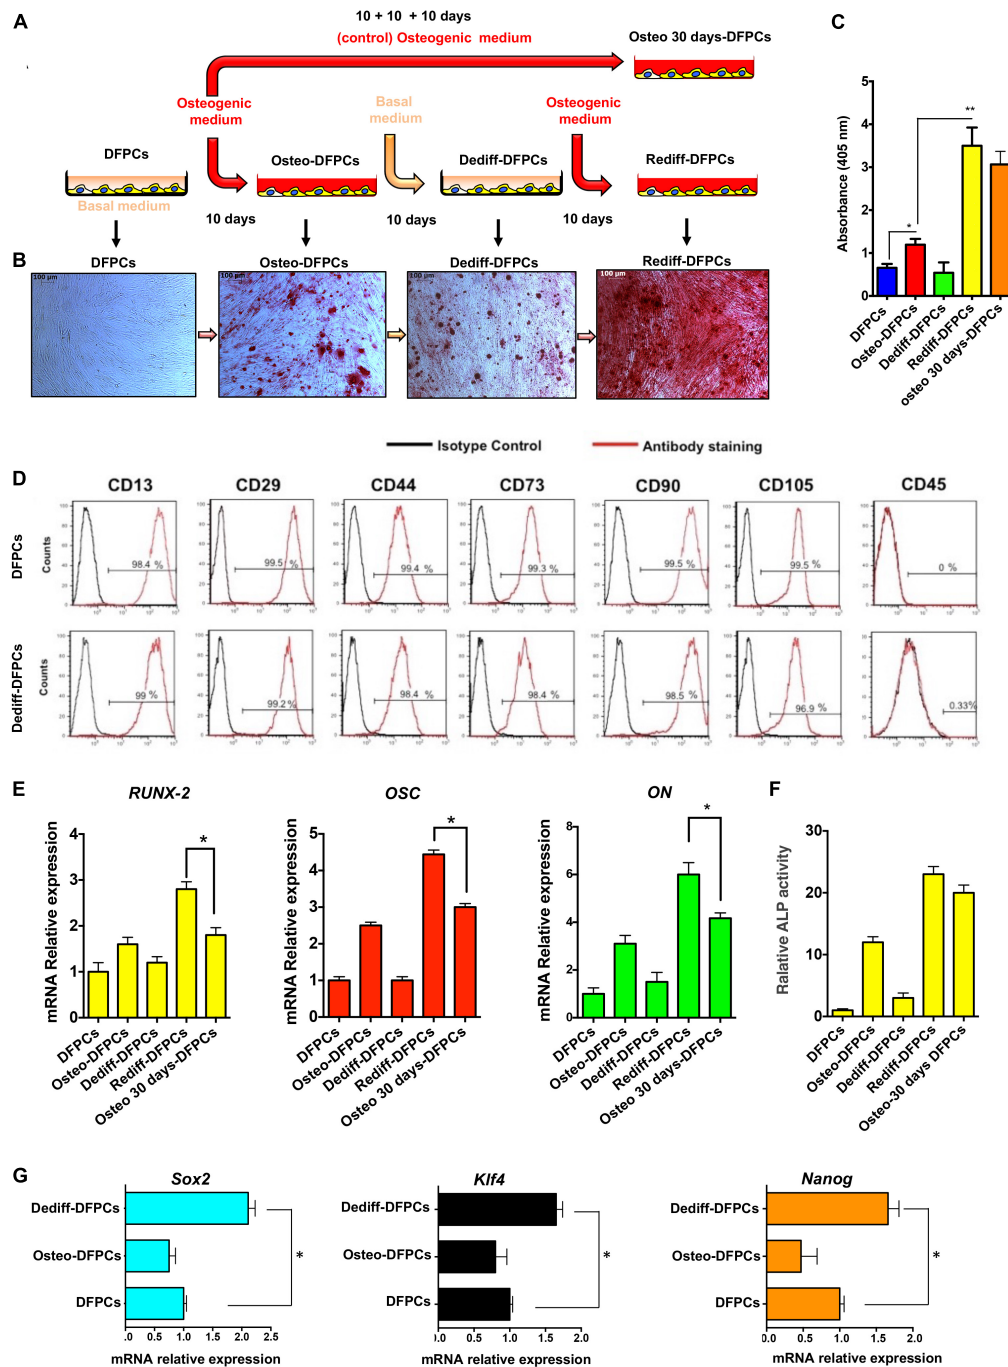 A
10 + 10 + 10 days
(control) Osteogenic medium
Osteo 30 days-DFPCs
Osteogenic
medium
Basal
medium
Osteogenic
medium
DFPCs
Osteo-DFPCs
Dediff-DFPCs
Rediff-DFPCs
Basal medium
10 days
10 days
10 days
B
DFPCs
Osteo-DFPCs
Dediff-DFPCs
Rediff-DFPCs
100 µm
100 µm
100 µm
100 µm
C
Absorbance (405 nm)
5
4
3
2
1
0
*
**
DFPCs
Osteo-DFPCs
Dediff-DFPCs
Rediff-DFPCs
osteo 30 days-DFPCs
Isotype Control
Antibody staining
D
CD13
CD29
CD44
CD73
CD90
CD105
CD45
DFPCs
Counts
98.4 %
99.5 %
99.4 %
99.3 %
99.5 %
99.5 %
0 %
Dediff-DFPCs
Counts
99 %
99.2 %
98.4 %
98.4 %
98.5 %
96.9 %
0.33%
E
RUNX-2
mRNA Relative expression
4
3
2
1
0
*
DFPCs
Osteo-DFPCs
Dediff-DFPCs
Rediff-DFPCs
Osteo 30 days-DFPCs
OSC
mRNA Relative expression
5
4
3
2
1
0
*
DFPCs
Osteo-DFPCs
Dediff-DFPCs
Rediff-DFPCs
Osteo 30 days-DFPCs
ON
mRNA Relative expression
8
6
4
2
0
*
DFPCs
Osteo-DFPCs
Dediff-DFPCs
Rediff-DFPCs
Osteo 30 days-DFPCs
F
Ralative ALP activity
30
20
10
0
DFPCs
Osteo-DFPCs
Dediff-DFPCs
Rediff-DFPCs
Osteo-30 days DFPCs
G
Sox2
Dediff-DFPCs
Osteo-DFPCs
DFPCs
*
.0 0.5 1.0 1.5 2.0 2.5
mRNA relative expression
Klf4
Dediff-DFPCs
Osteo-DFPCs
DFPCs
*
.0 0.5 1.0 1.5 2.0
mRNA relative expression
Nanog
Dediff-DFPCs
Osteo-DFPCs
DFPCs
*
0.0 0.5 1.0 1.5 2.0
mRNA relative expression